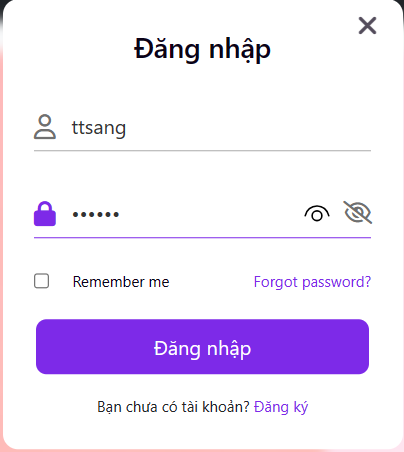 Đăng nhập
ttsang
••••••
Remember me Forgot password?
Đăng nhập
Bạn chưa có tài khoản? Đăng ký